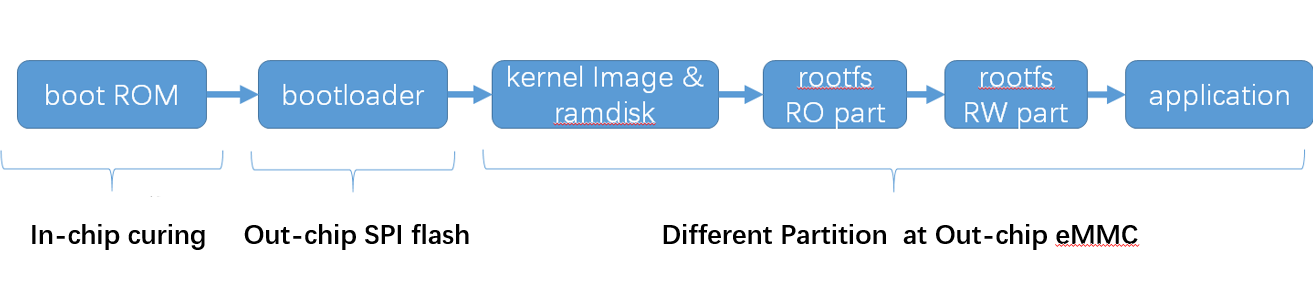 boot ROM
bootloader
kernel Image &
ramdisk
rootfs
RO part
rootfs
RW part
application
In-chip curing
Out-chip SPI flash
Different Partition  at Out-chip eMMC